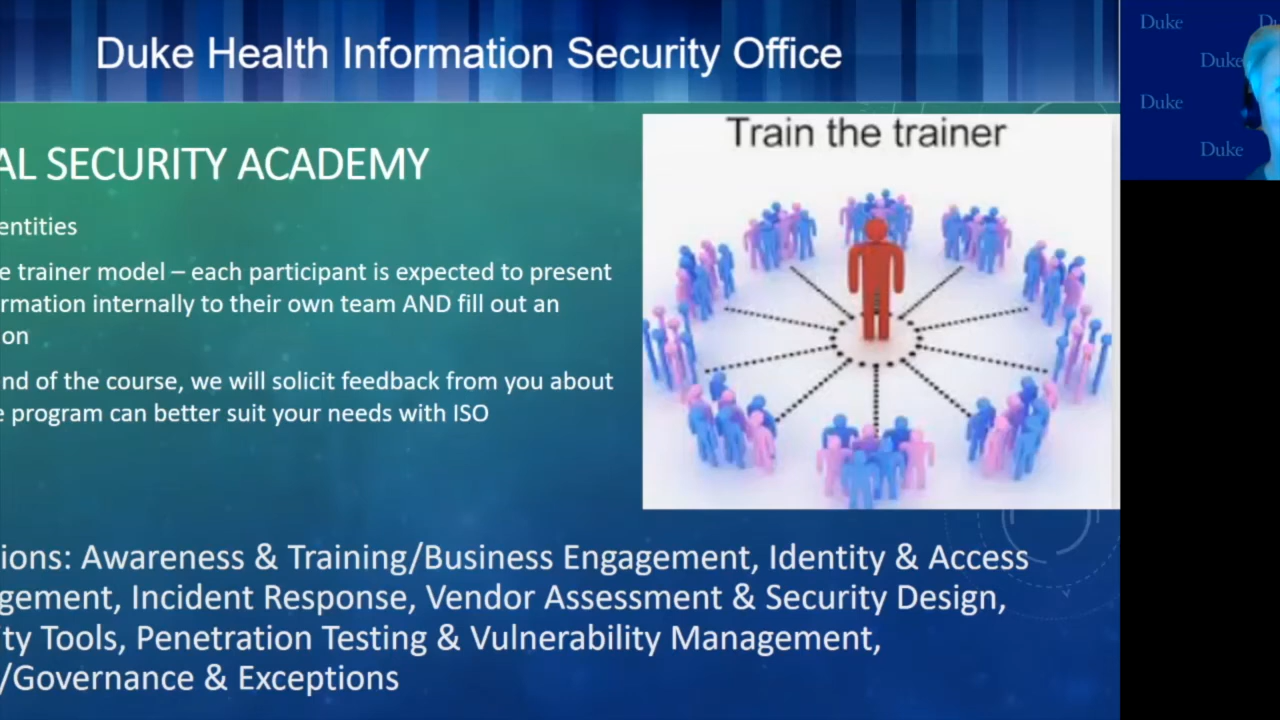 Duke Health Information Security Office
AL SECURITY ACADEMY
entities
e trainer model – each participant is expected to present
ormation internally to their own team AND fill out an
on
nd of the course, we will solicit feedback from you about
e program can better suit your needs with ISO
Train the trainer
ions: Awareness & Training/Business Engagement, Identity & Access
gement, Incident Response, Vendor Assessment & Security Design,
ity Tools, Penetration Testing & Vulnerability Management,
/Governance & Exceptions
Duke
D
Duke
Duke
Duke